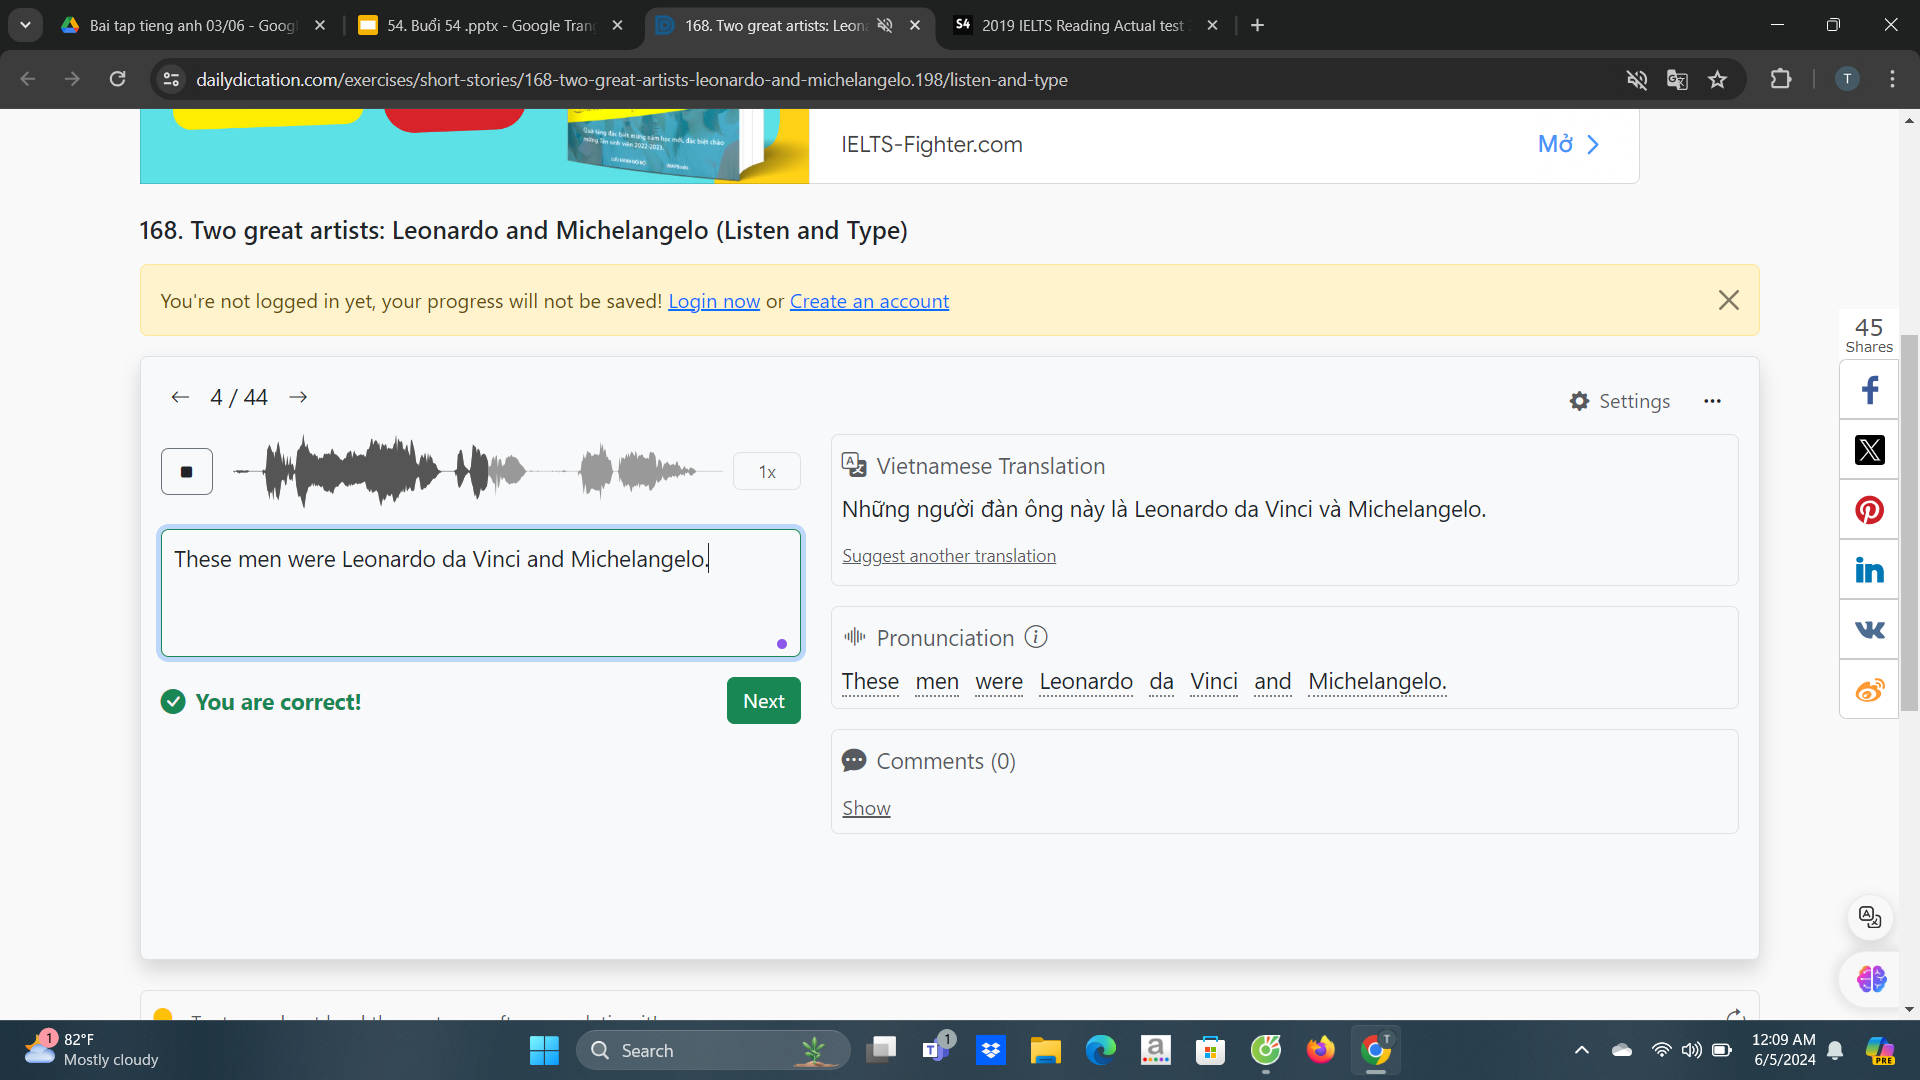 Bai tap tieng anh 03/06 - Googl
54. Buổi 54 .pptx - Google Tran
168. Two great artists: Leon
S4 2019 IELTS Reading Actual test
dailydictation.com/exercises/short-stories/168-two-great-artists-leonardo-and-michelangelo.198/listen-and-type
T
IELTS-Fighter.com
Mở
168. Two great artists: Leonardo and Michelangelo (Listen and Type)
You're not logged in yet, your progress will not be saved! Login now or Create an account
45
Shares
4 / 44
Settings
1x
Vietnamese Translation
Những người đàn ông này là Leonardo da Vinci và Michelangelo.
Suggest another translation
These men were Leonardo da Vinci and Michelangelo.
Pronunciation
These men were Leonardo da Vinci and Michelangelo.
You are correct!
Next
Comments (0)
Show
1
82°F
Mostly cloudy
Search
1
12:09 AM
6/5/2024
PRE